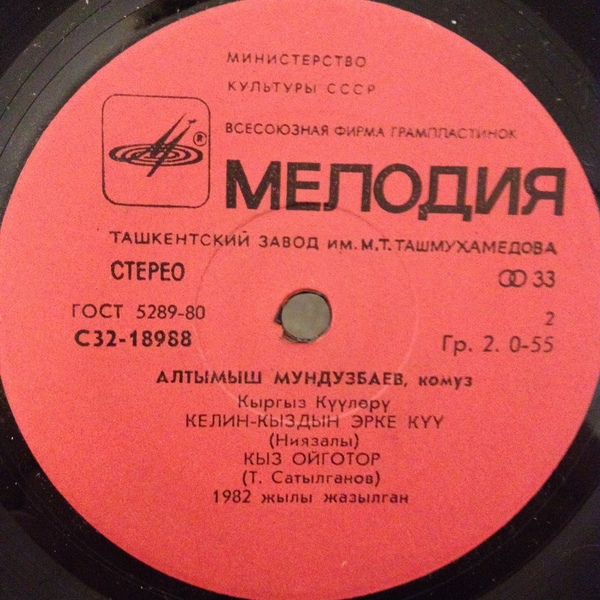 МИНИСТЕРСТВО
КУЛЬТУРЫ СССР
ВСЕСОЮЗНАЯ ФИРМА ГРАМПЛАСТИНОК
®
МЕЛОДИЯ
ТАШКЕНТСКИЙ ЗАВОД ИМ. М.Т. ТАШМУХАМЕДОВА
СТЕРЕО
33
ГОСТ 5289-80
2
С32-18988
Гр. 2. 0-55
АЛТЫМЫШ МУНДУЗБАЕВ, комуз
Кыргыз Күүлөрү
КЕЛИН-КЫЗДЫН ЭРКЕ КҮҮ
(Ниязалы)
КЫЗ ОЙГОТОР
(Т. Сатылганов)
1982 жылы жазылган